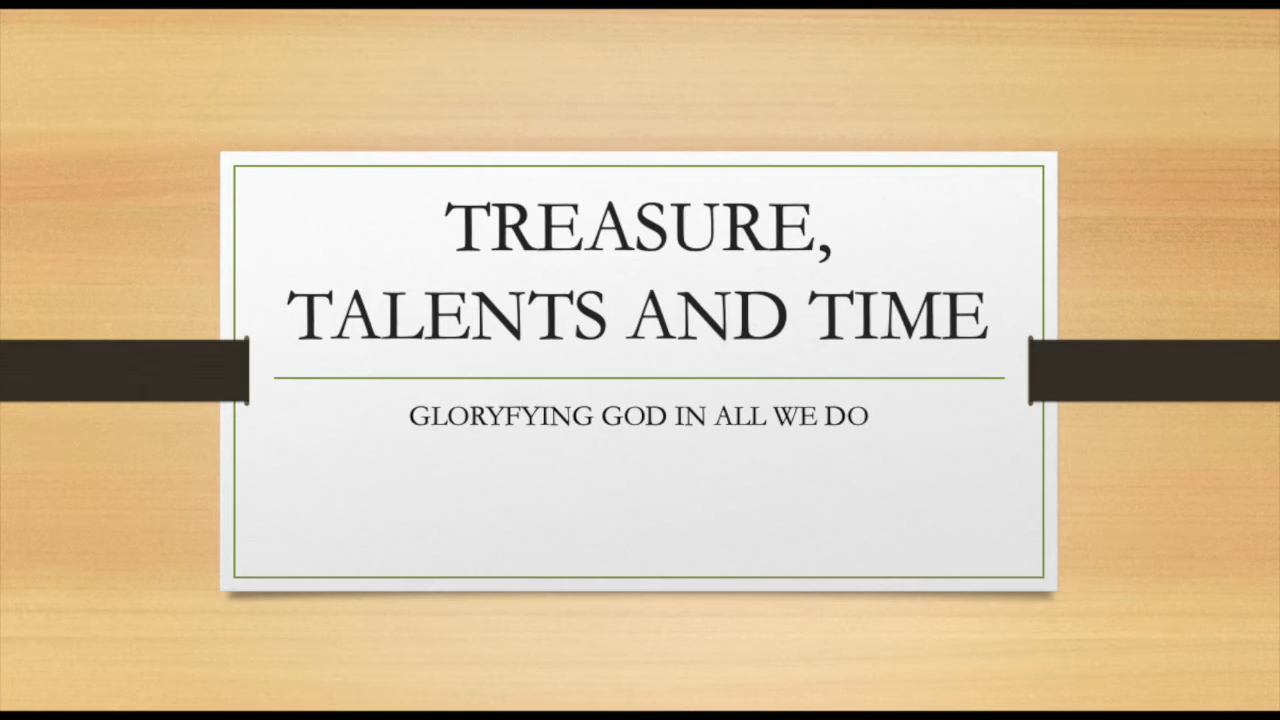 TREASURE,
TALENTS AND TIME
GLORYFYING GOD IN ALL WE DO